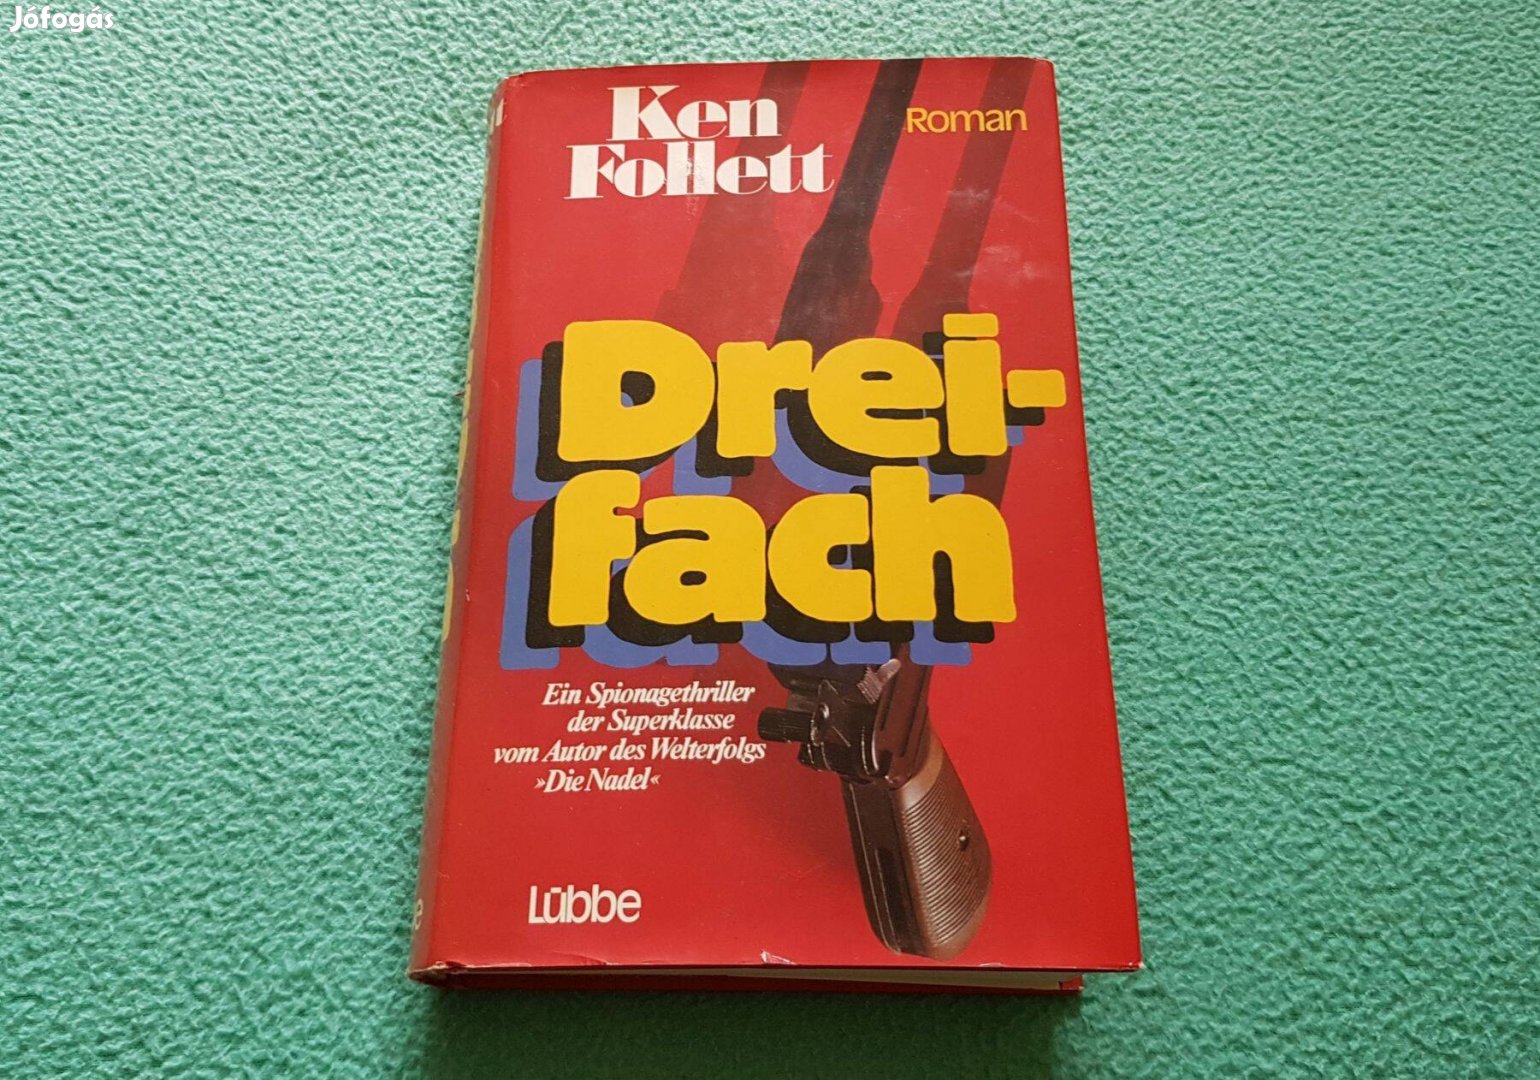 Jófogás
Ken
Follett
Roman
Drei-
fach
Ein Spionagethriller
der Superklasse
vom Autor des Welterfolgs
»Die Nadel«
Lübbe